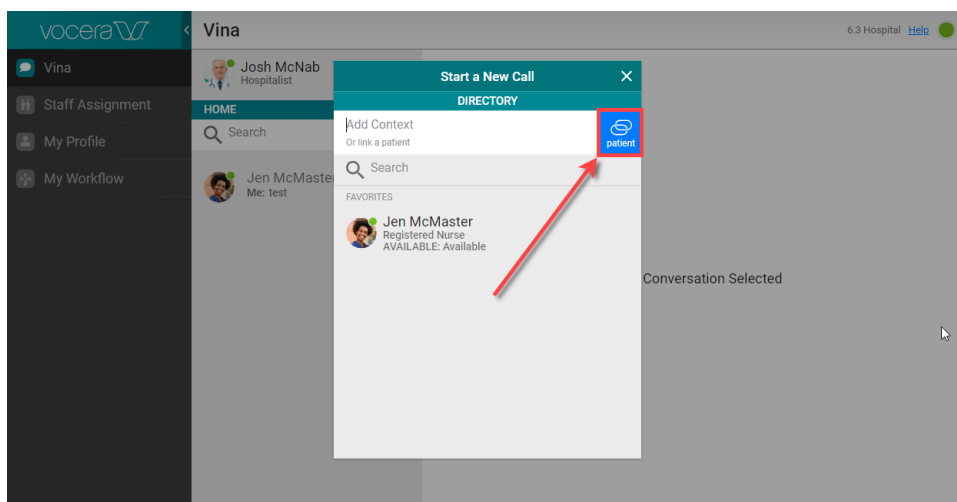 vocera
Vina
6.3 Hospital Help
Vina
Staff Assignment
My Profile
My Workflow
Josh McNab
Hospitalist
HOME
Search
Jen McMaste
Me: test
Start a New Call
DIRECTORY
Add Context
Or link a patient
patient
Search
FAVORITES
Jen McMaster
Registered Nurse
AVAILABLE: Available
Conversation Selected